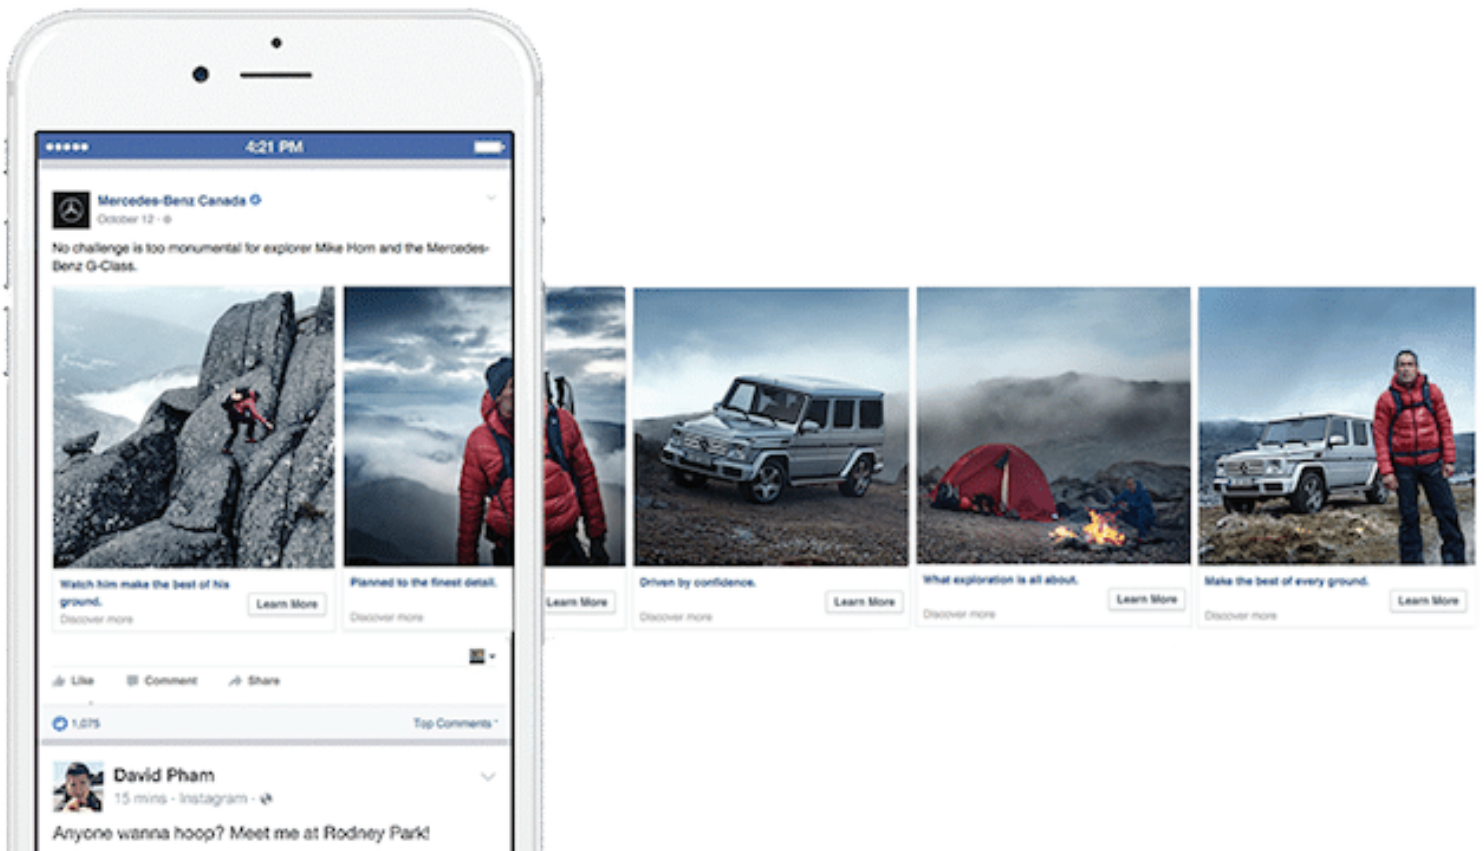 4:21 PM
Mercedes-Benz Canada
October 12
No challenge is too monumental for explorer Mike Horn and the Mercedes-
Benz G-Class.
Watch him make the best of his
ground.
Discover more
Learn More
Planned to the finest detail.
Discover more
Learn More
Driven by confidence.
Discover more
Learn More
What exploration is all about.
Discover more
Learn More
Make the best of every ground.
Discover more
Learn More
Like Comment Share
1,075 Top Comments
David Pham
15 mins · Instagram ·
Anyone wanna hoop? Meet me at Rodney Park!